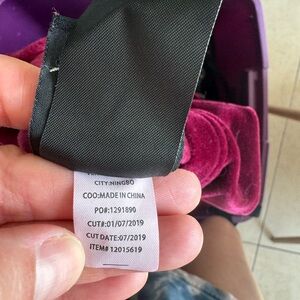 CITY:NINGBO
COO:MADE IN CHINA
PO#:1291890
CUT#:01/07/2019
CUT DATE:07/2019
ITEM# 12015619